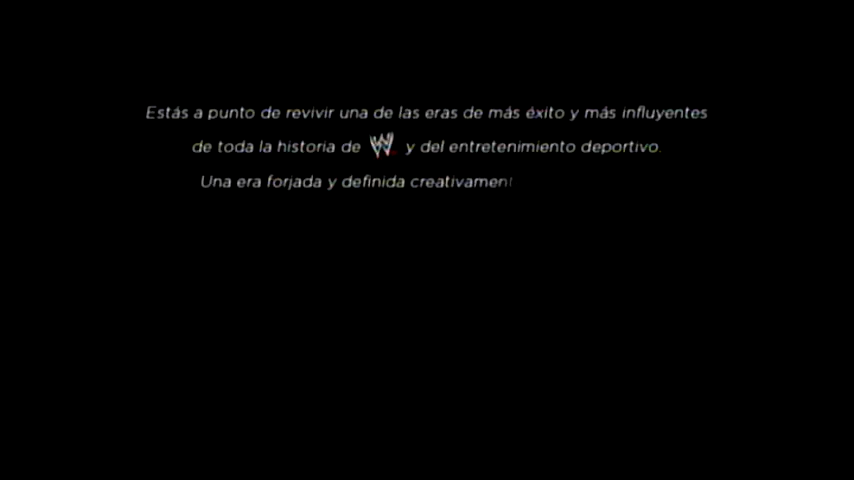 Estás a punto de revivir una de las eras de más éxito y más influyentes
de toda la historia de W y del entretenimiento deportivo.
Una era forjada y definida creativament